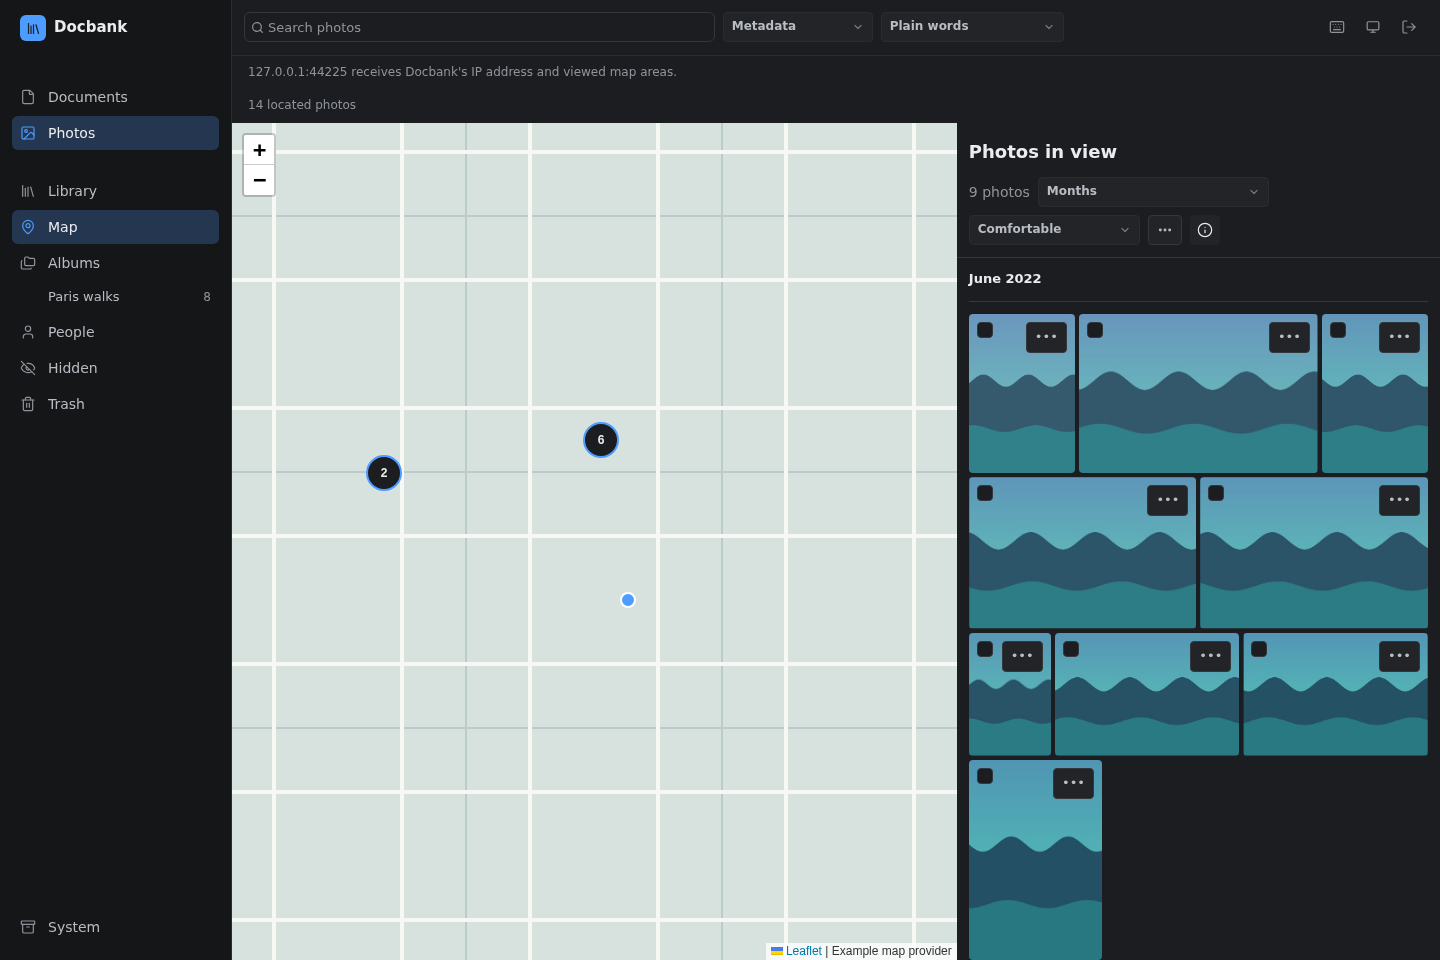 Docbank
Search photos
Metadata
Plain words
127.0.0.1:44225 receives Docbank's IP address and viewed map areas.
14 located photos
Documents
Photos
Library
Map
Albums
Paris walks 8
People
Hidden
Trash
System
+
−
2
6
Leaflet | Example map provider
Photos in view
9 photos
Months
Comfortable
June 2022